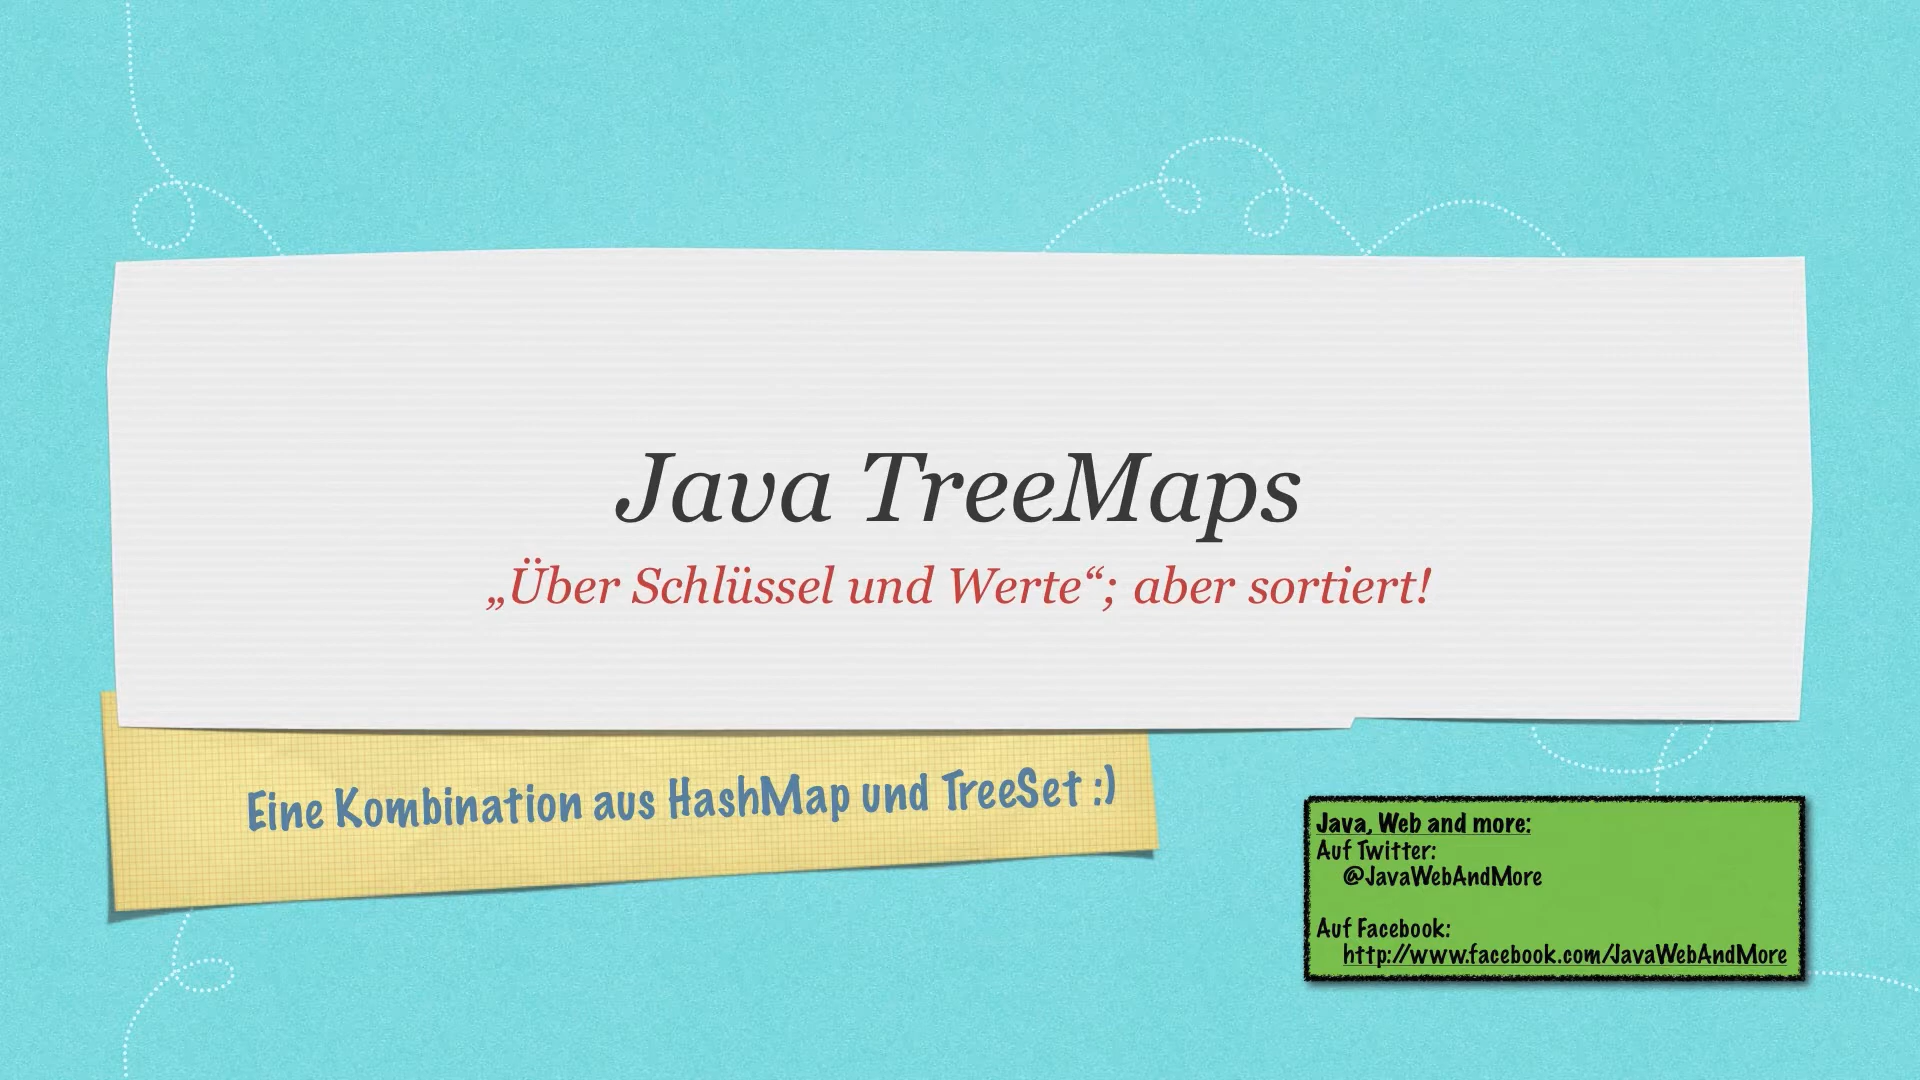 Java TreeMaps
„Über Schlüssel und Werte“; aber sortiert!
Eine Kombination aus HashMap und TreeSet :)
Java, Web and more:
Auf Twitter:
@JavaWebAndMore
Auf Facebook:
http://www.facebook.com/JavaWebAndMore